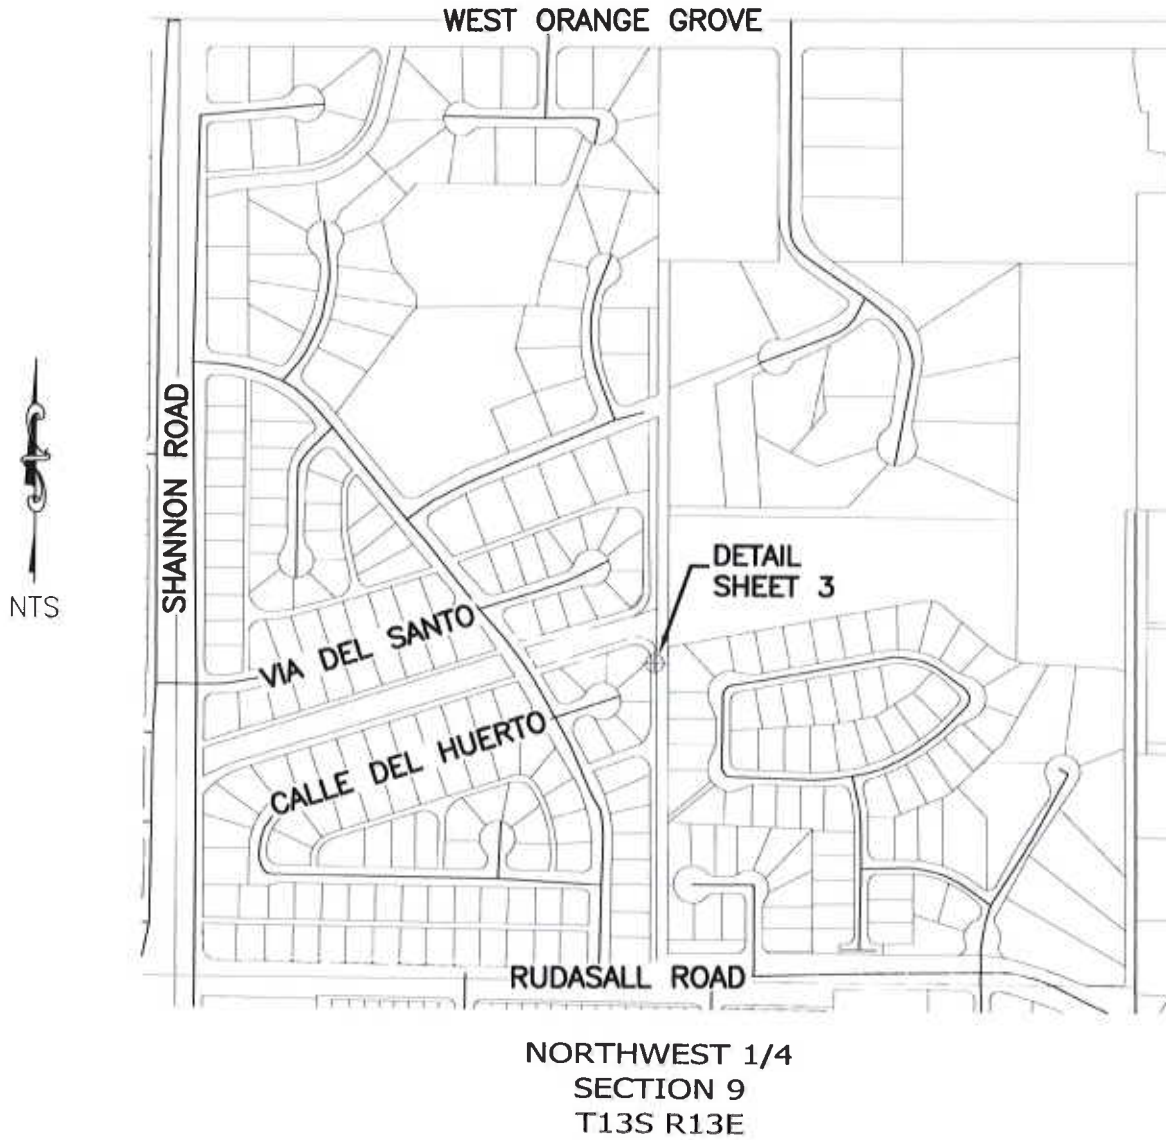 WEST ORANGE GROVE
SHANNON ROAD
NTS
DETAIL
SHEET 3
VIA DEL SANTO
CALLE DEL HUERTO
RUDASALL ROAD
NORTHWEST 1/4
SECTION 9
T13S R13E